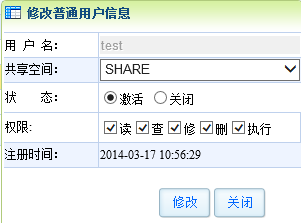 修改普通用户信息
用 户 名: test
共享空间: SHARE
状 态: 激活 关闭
权限: 读 查 修 删 执行
注册时间: 2014-03-17 10:56:29
修改 关闭